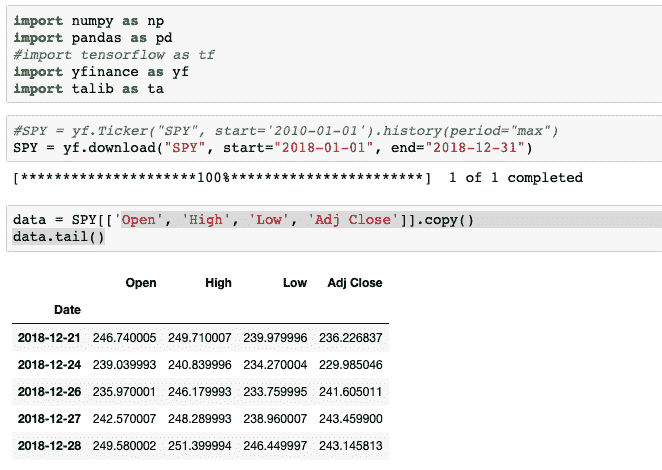 import numpy as np
import pandas as pd
#import tensorflow as tf
import yfinance as yf
import talib as ta
#SPY = yf.Ticker("SPY", start='2010-01-01').history(period="max")
SPY = yf.download("SPY", start="2018-01-01", end="2018-12-31")
[*********************100%***********************]  1 of 1 completed
data = SPY[['Open', 'High', 'Low', 'Adj Close']].copy()
data.tail()
Open High Low Adj Close
Date
2018-12-21 246.740005 249.710007 239.979996 236.226837
2018-12-24 239.039993 240.839996 234.270004 229.985046
2018-12-26 235.970001 246.179993 233.759995 241.605011
2018-12-27 242.570007 248.289993 238.960007 243.459900
2018-12-28 249.580002 251.399994 246.449997 243.145813